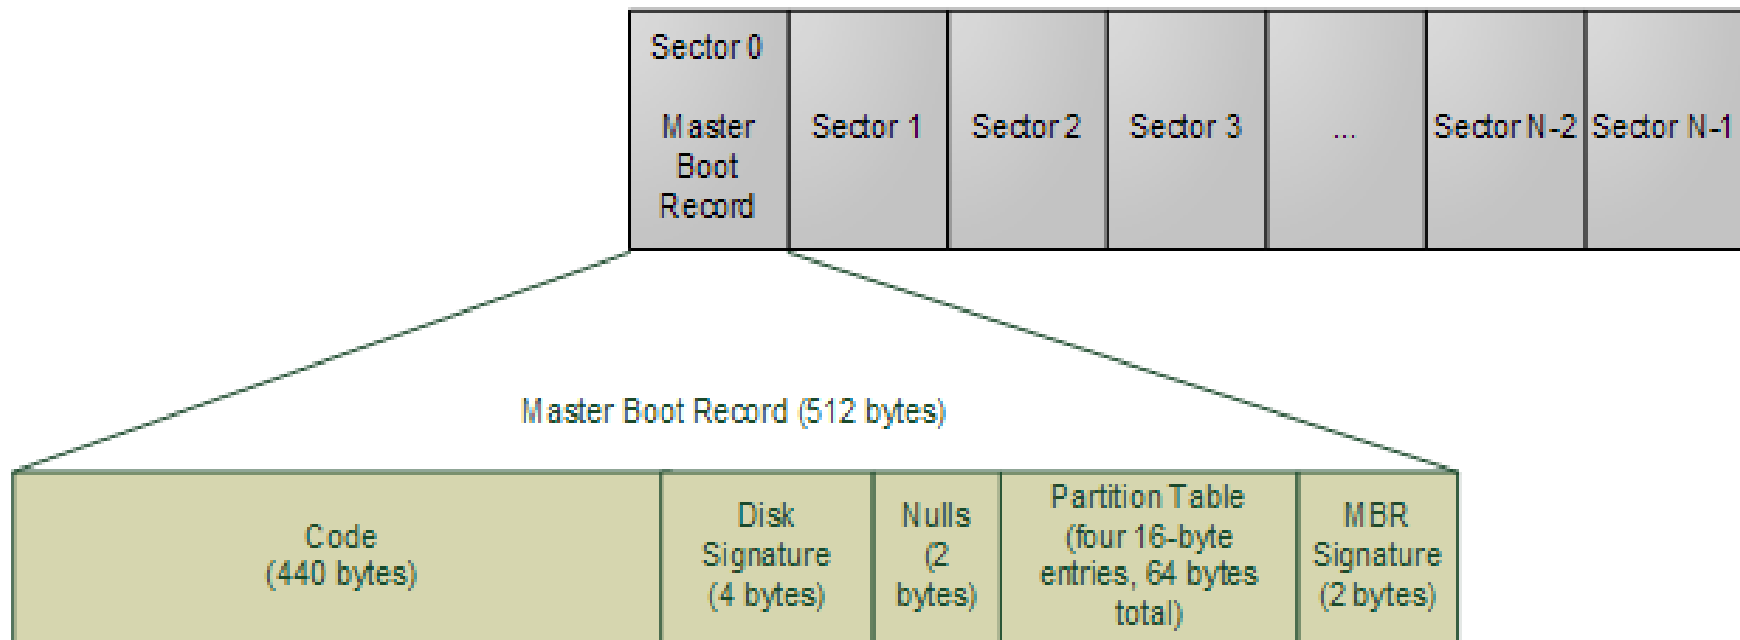 Sector 0
Master
Boot
Record
Sector 1
Sector 2
Sector 3
...
Sector N-2
Sector N-1
Master Boot Record (512 bytes)
Code
(440 bytes)
Disk
Signature
(4 bytes)
Nulls
(2
bytes)
Partition Table
(four 16-byte
entries, 64 bytes
total)
MBR
Signature
(2 bytes)